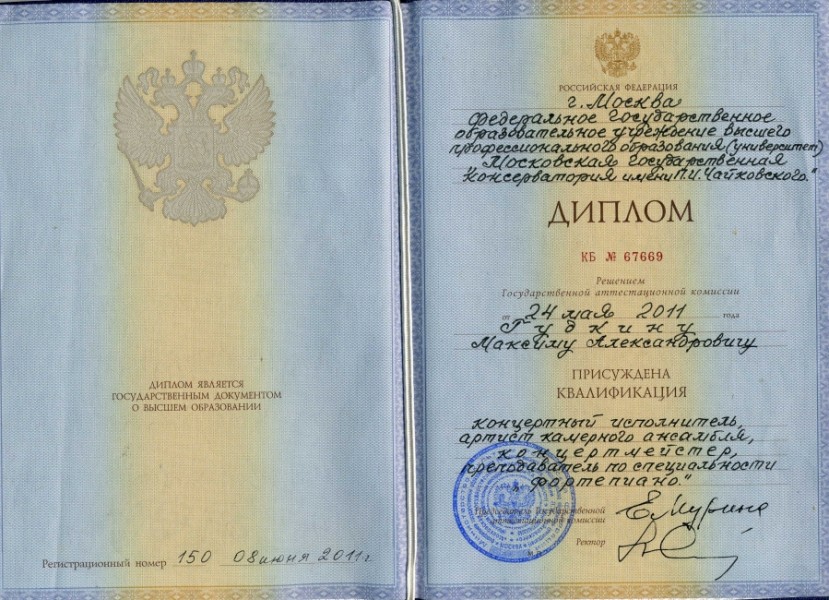 ДИПЛОМ ЯВЛЯЕТСЯ
ГОСУДАРСТВЕННЫМ ДОКУМЕНТОМ
О ВЫСШЕМ ОБРАЗОВАНИИ
Регистрационный номер 150 08 июня 2011 г
РОССИЙСКАЯ ФЕДЕРАЦИЯ
г. Москва
Федеральное государственное
образовательное учреждение высшего
профессионального образования (университет)
Московская государственная
Консерватория имени П.И. Чайковского."
ДИПЛОМ
КБ № 67669
Решением
Государственной аттестационной комиссии
от 24 мая 2011 года
Гудкину
Максиму Александровичу
ПРИСУЖДЕНА
КВАЛИФИКАЦИЯ
концертный исполнитель,
артист камерного ансамбля,
концертмейстер,
преподаватель по специальности
„фортепиано."
Председатель Государственной
аттестационной комиссии
Ректор